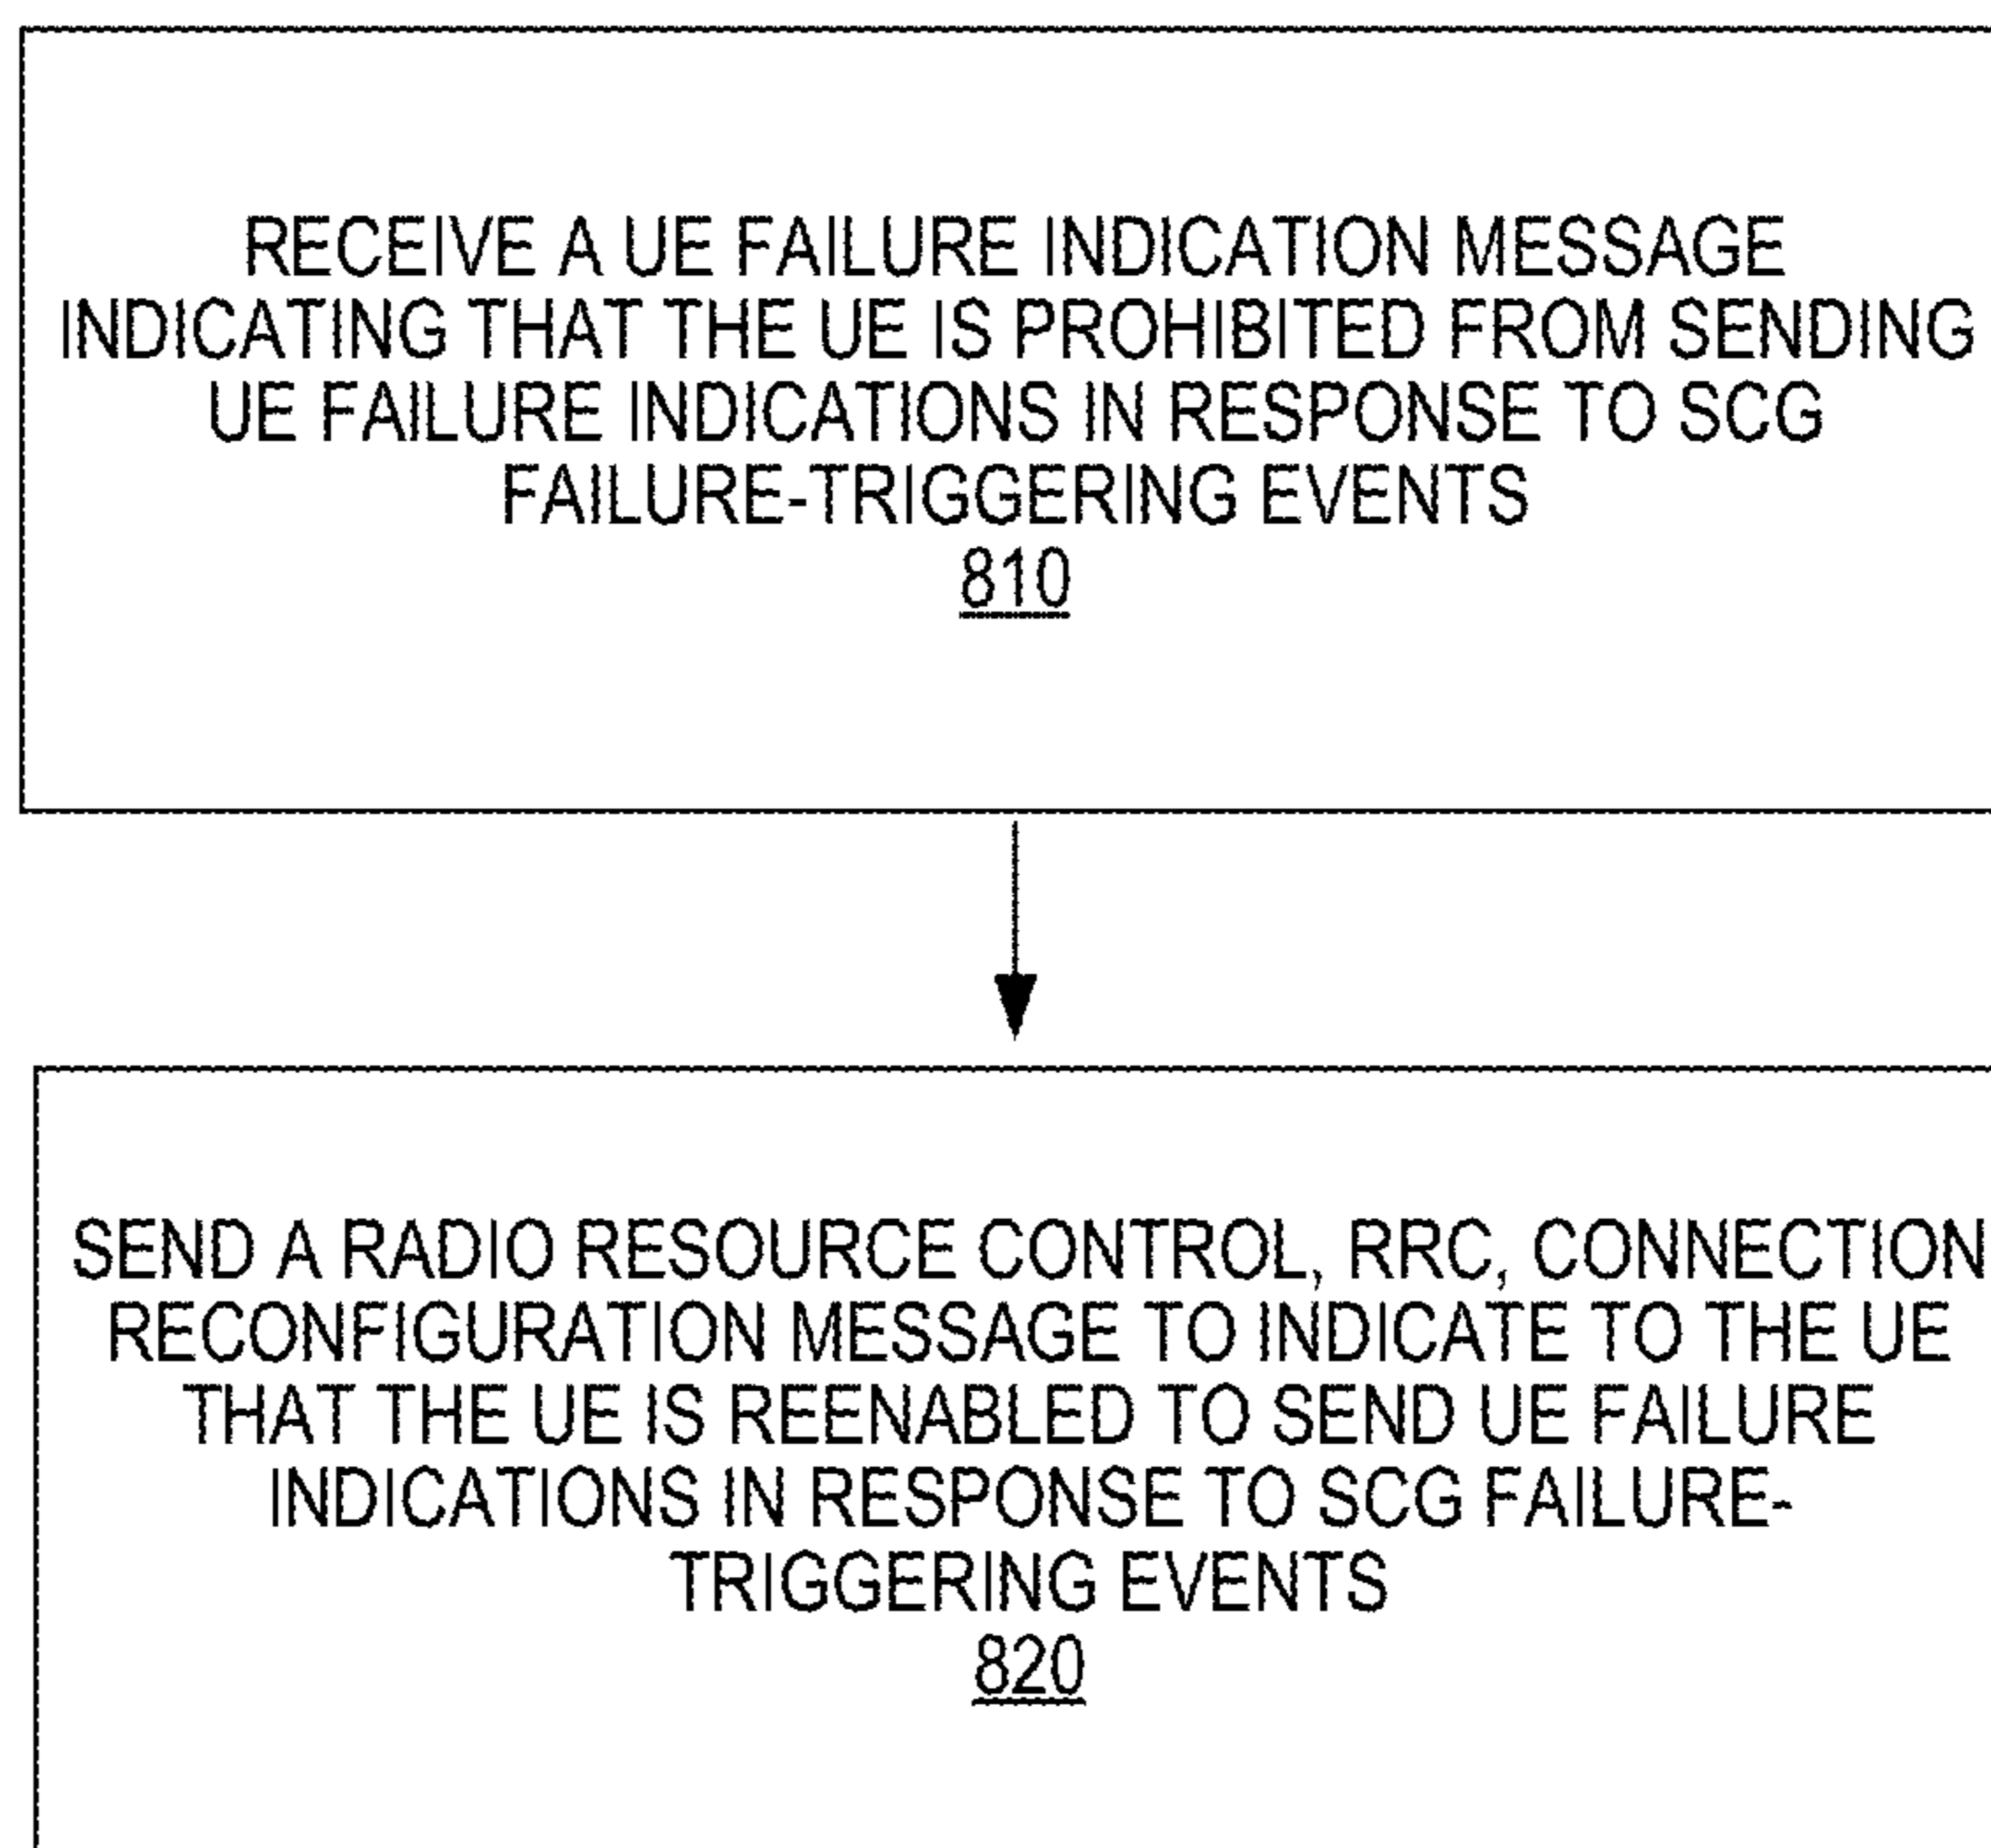 RECEIVE A UE FAILURE INDICATION MESSAGE
INDICATING THAT THE UE IS PROHIBITED FROM SENDING
UE FAILURE INDICATIONS IN RESPONSE TO SCG
FAILURE-TRIGGERING EVENTS
810
SEND A RADIO RESOURCE CONTROL, RRC, CONNECTION
RECONFIGURATION MESSAGE TO INDICATE TO THE UE
THAT THE UE IS REENABLED TO SEND UE FAILURE
INDICATIONS IN RESPONSE TO SCG FAILURE-
TRIGGERING EVENTS
820